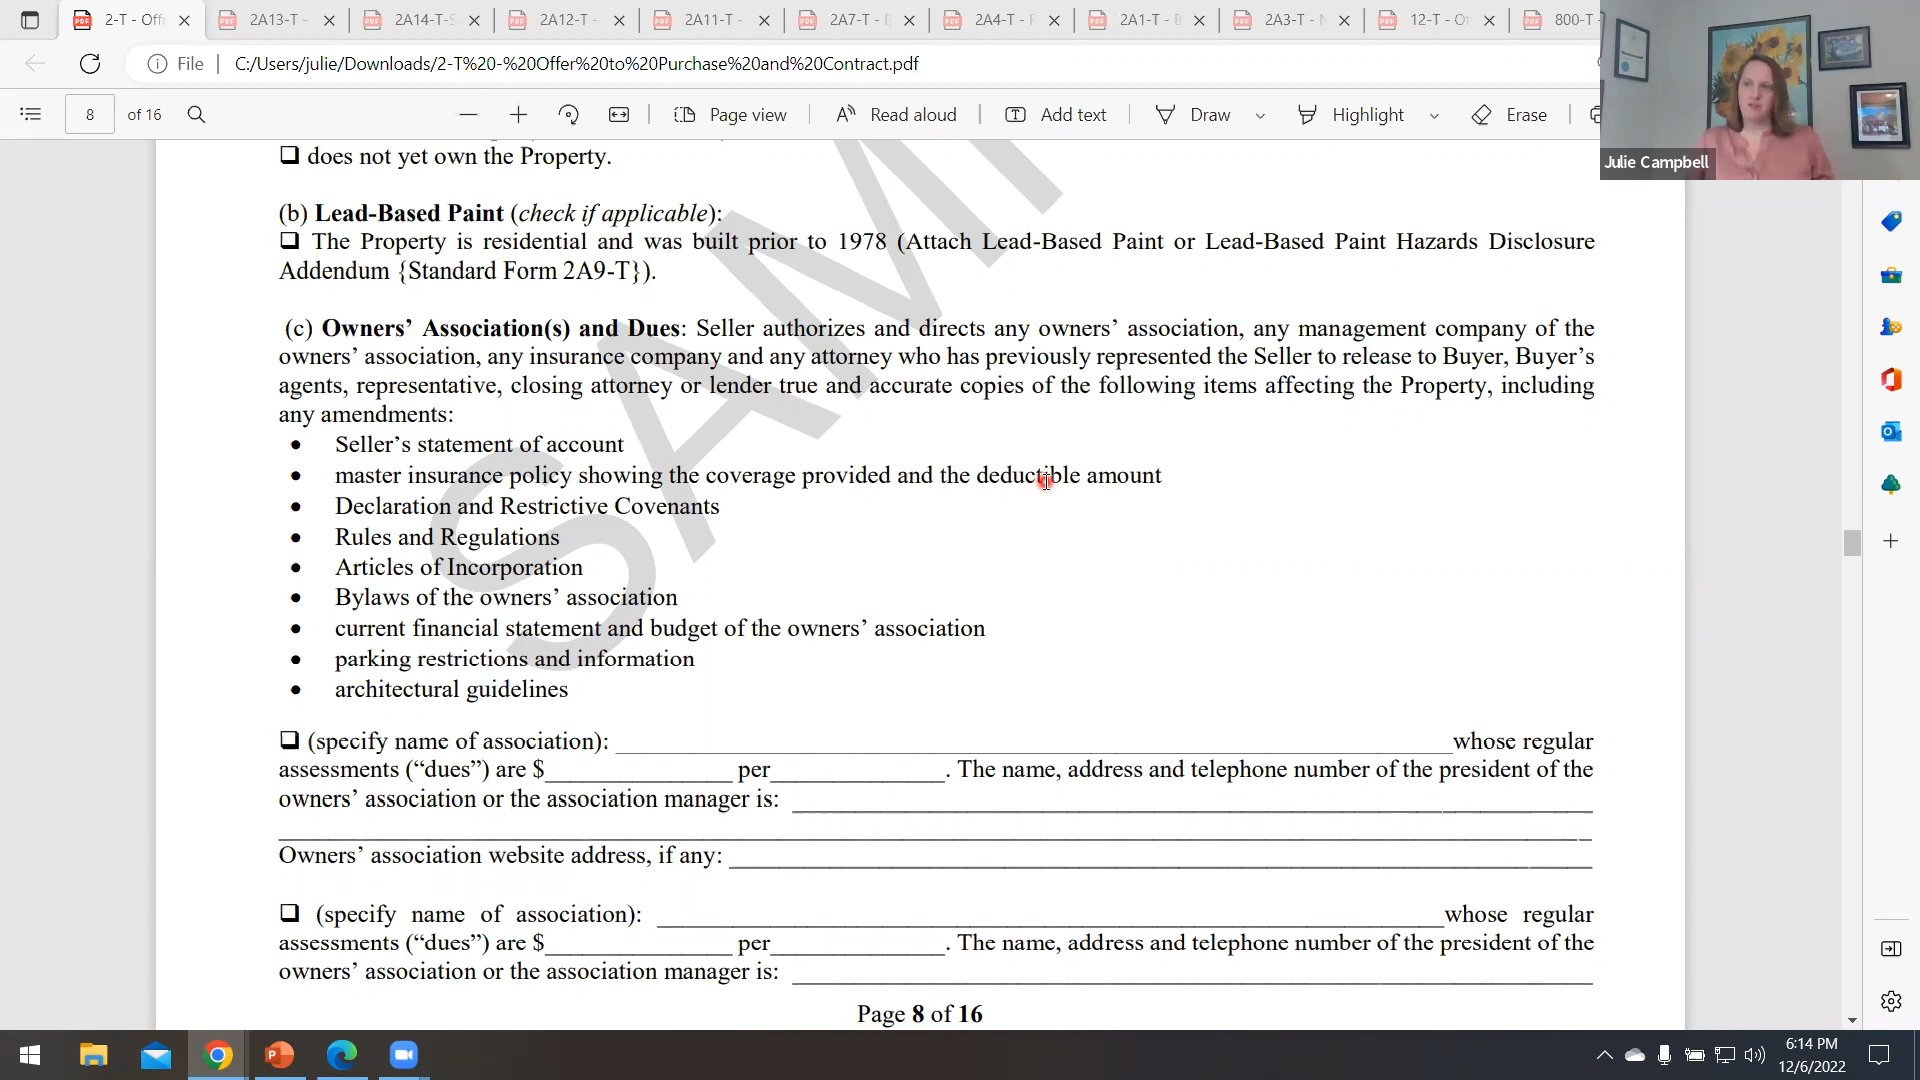 2-T - Off
2A13-T -
2A14-T-S
2A12-T -
2A11-T -
2A7-T - B
2A4-T - F
2A1-T - B
2A3-T - N
12-T - Ot
800-T -
File
C:/Users/julie/Downloads/2-T%20-%20Offer%20to%20Purchase%20and%20Contract.pdf
8
of 16
Page view
Read aloud
Add text
Draw
Highlight
Erase
Julie Campbell
does not yet own the Property.
(b) Lead-Based Paint (check if applicable):
The Property is residential and was built prior to 1978 (Attach Lead-Based Paint or Lead-Based Paint Hazards Disclosure
Addendum {Standard Form 2A9-T}).
(c) Owners’ Association(s) and Dues: Seller authorizes and directs any owners’ association, any management company of the
owners’ association, any insurance company and any attorney who has previously represented the Seller to release to Buyer, Buyer’s
agents, representative, closing attorney or lender true and accurate copies of the following items affecting the Property, including
any amendments:
• Seller’s statement of account
• master insurance policy showing the coverage provided and the deductible amount
• Declaration and Restrictive Covenants
• Rules and Regulations
• Articles of Incorporation
• Bylaws of the owners’ association
• current financial statement and budget of the owners’ association
• parking restrictions and information
• architectural guidelines
(specify name of association): ____ whose regular
assessments (“dues”) are $____ per____. The name, address and telephone number of the president of the
owners’ association or the association manager is: ____
Owners’ association website address, if any: ____
(specify name of association): ____ whose regular
assessments (“dues”) are $____ per____. The name, address and telephone number of the president of the
owners’ association or the association manager is: ____
Page 8 of 16
SAM
6:14 PM
12/6/2022